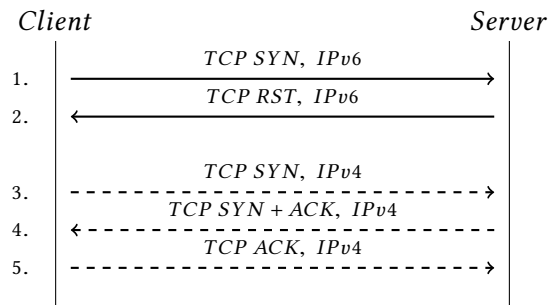 Client Server
TCP SYN, IPv6
1.
TCP RST, IPv6
2.
TCP SYN, IPv4
3.
TCP SYN + ACK, IPv4
4.
TCP ACK, IPv4
5.